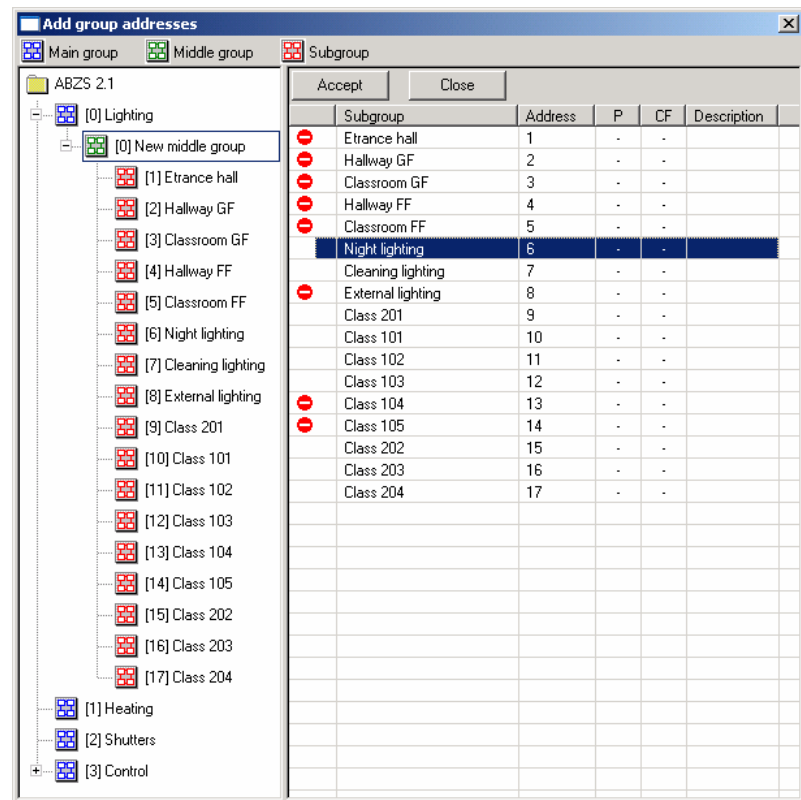 Add group addresses
Main group Middle group Subgroup
ABZS 2.1
[0] Lighting
[0] New middle group
[1] Etrance hall
[2] Hallway GF
[3] Classroom GF
[4] Hallway FF
[5] Classroom FF
[6] Night lighting
[7] Cleaning lighting
[8] External lighting
[9] Class 201
[10] Class 101
[11] Class 102
[12] Class 103
[13] Class 104
[14] Class 105
[15] Class 202
[16] Class 203
[17] Class 204
[1] Heating
[2] Shutters
[3] Control
Accept Close
Subgroup Address P CF Description
Etrance hall 1 - -
Hallway GF 2 - -
Classroom GF 3 - -
Hallway FF 4 - -
Classroom FF 5 - -
Night lighting 6 - -
Cleaning lighting 7 - -
External lighting 8 - -
Class 201 9 - -
Class 101 10 - -
Class 102 11 - -
Class 103 12 - -
Class 104 13 - -
Class 105 14 - -
Class 202 15 - -
Class 203 16 - -
Class 204 17 - -